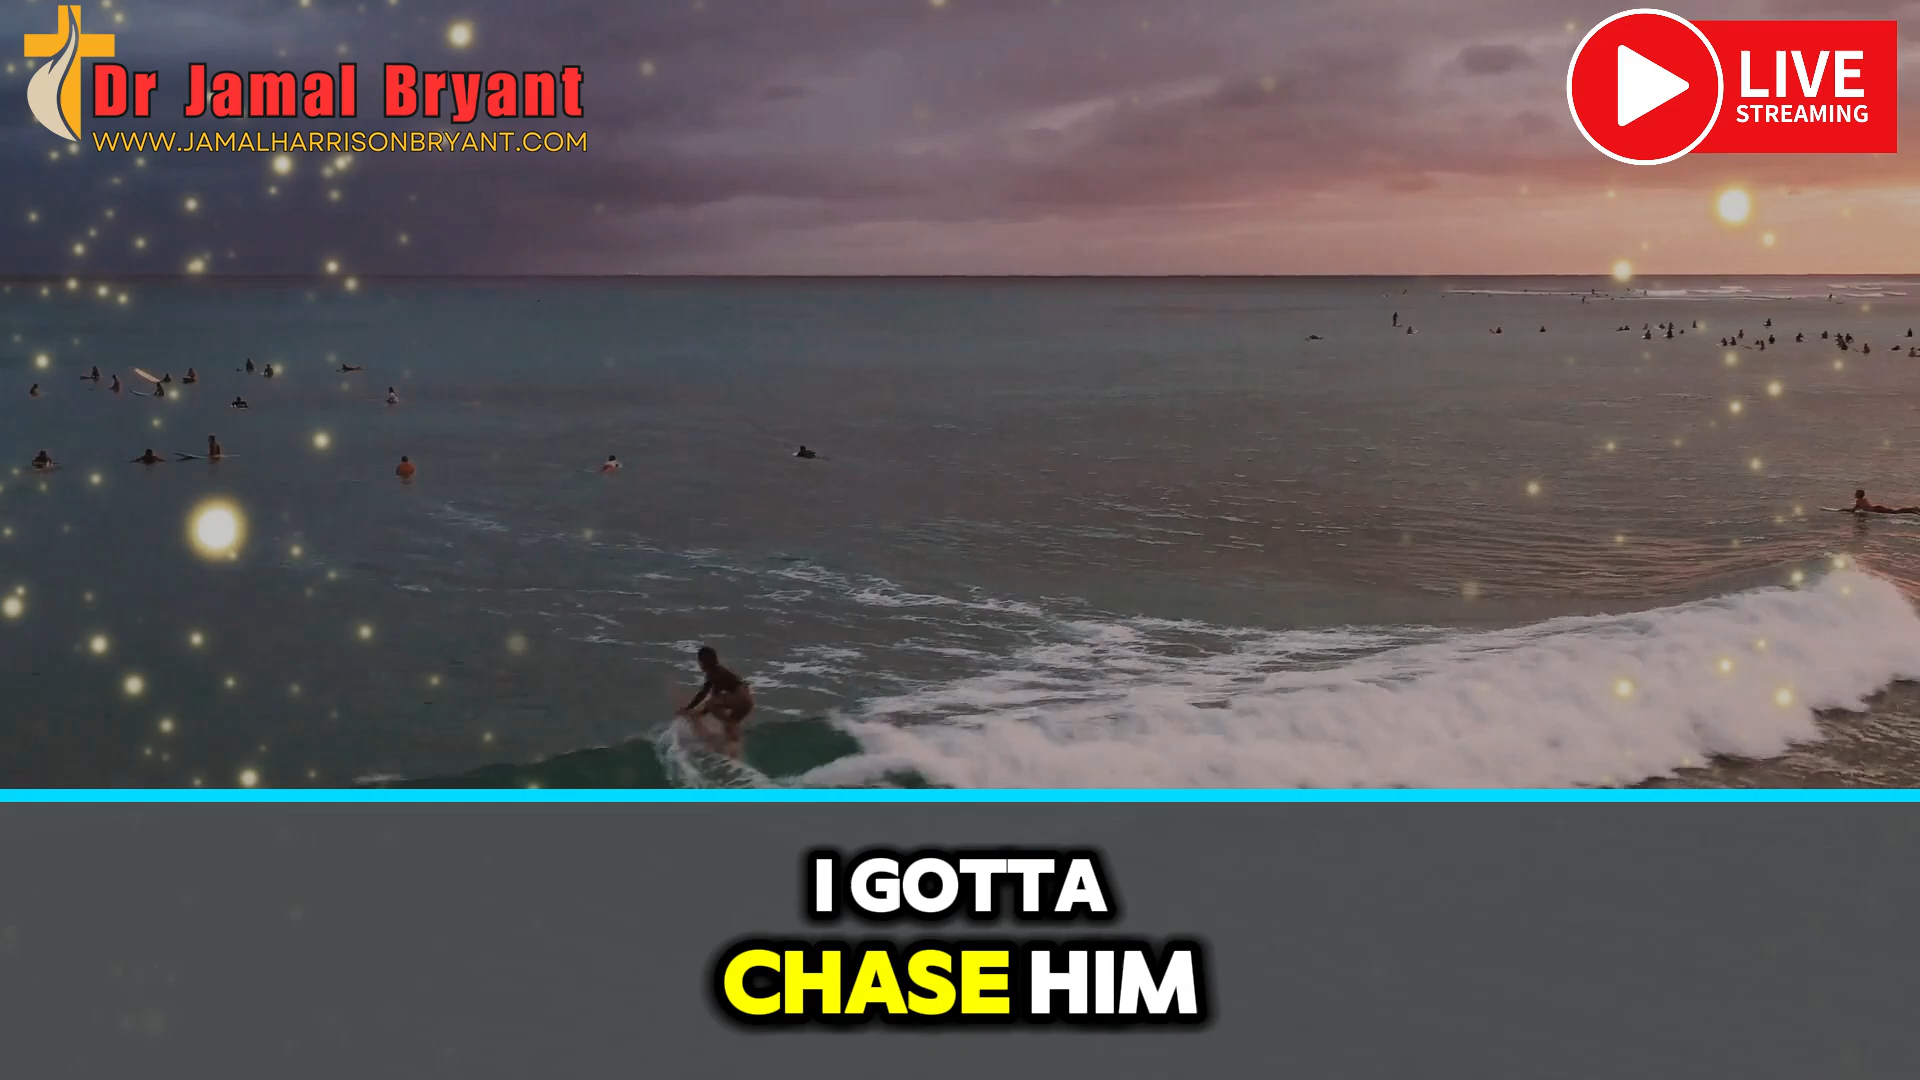 Dr Jamal Bryant
WWW.JAMALHARRISONBRYANT.COM
LIVE
STREAMING
I GOTTA
CHASE HIM